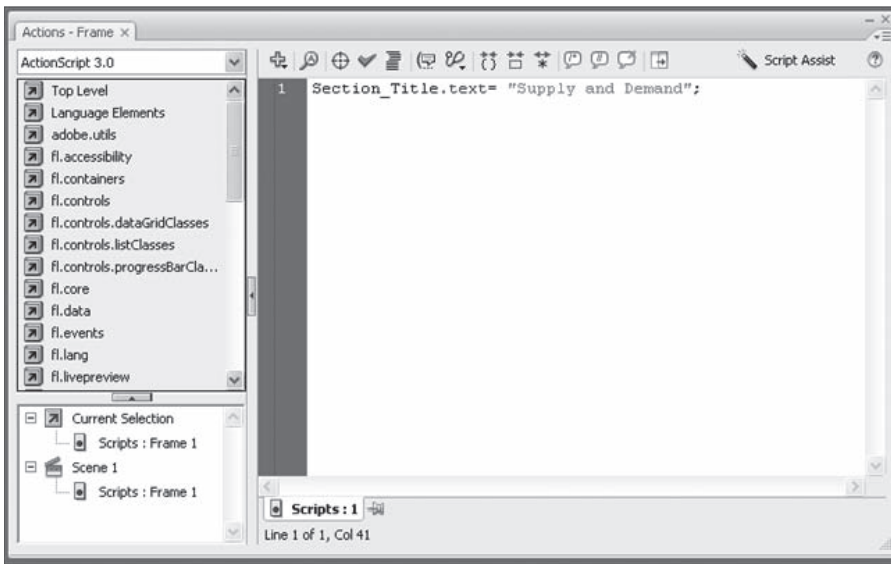 Actions - Frame ×
ActionScript 3.0
Script Assist
Top Level
Language Elements
adobe.utils
fl.accessibility
fl.containers
fl.controls
fl.controls.dataGridClasses
fl.controls.listClasses
fl.controls.progressBarCla...
fl.core
fl.data
fl.events
fl.lang
fl.livepreview
Current Selection
Scripts : Frame 1
Scene 1
Scripts : Frame 1
1 Section_Title.text= "Supply and Demand";
Scripts : 1
Line 1 of 1, Col 41